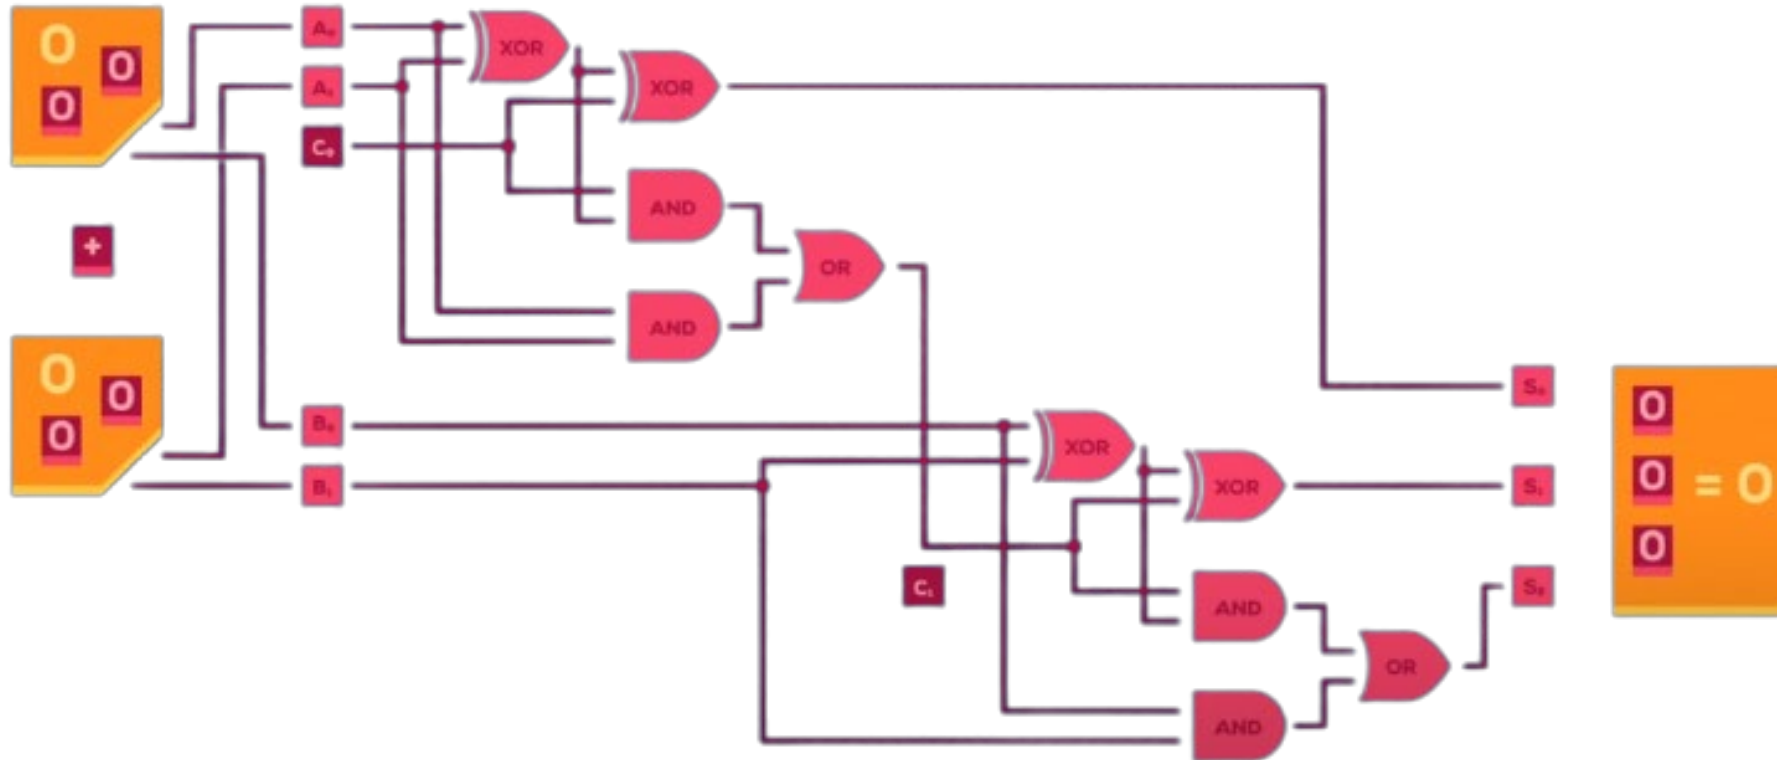 0
0
0
+
0
0
0
A₀
A₁
C₀
B₀
B₁
XOR
XOR
AND
AND
OR
C₁
XOR
XOR
AND
AND
OR
S₀
S₁
S₂
0
0 = 0
0